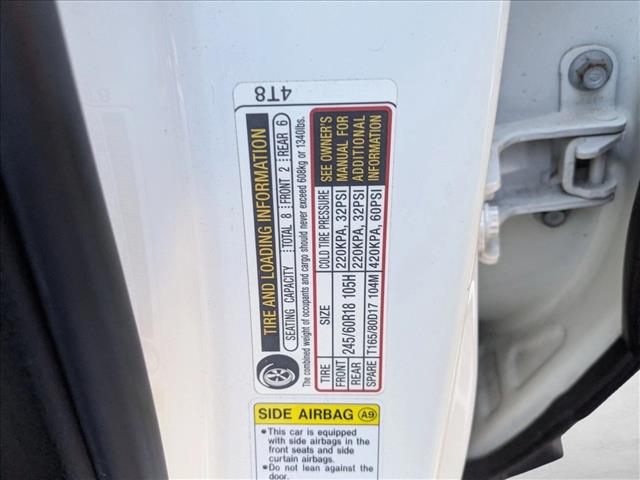 4T8
TIRE AND LOADING INFORMATION
SEATING CAPACITY TOTAL 8 FRONT 2 REAR 6
The combined weight of occupants and cargo should never exceed 608kg or 1340lbs.
TIRE SIZE COLD TIRE PRESSURE
FRONT 245/60R18 105H 220KPA, 32PSI
REAR 220KPA, 32PSI
SPARE T165/80D17 104M 420KPA, 60PSI
SEE OWNER'S
MANUAL FOR
ADDITIONAL
INFORMATION
SIDE AIRBAG A9
•This car is equipped
with side airbags in the
front seats and side
curtain airbags.
•Do not lean against the
door.